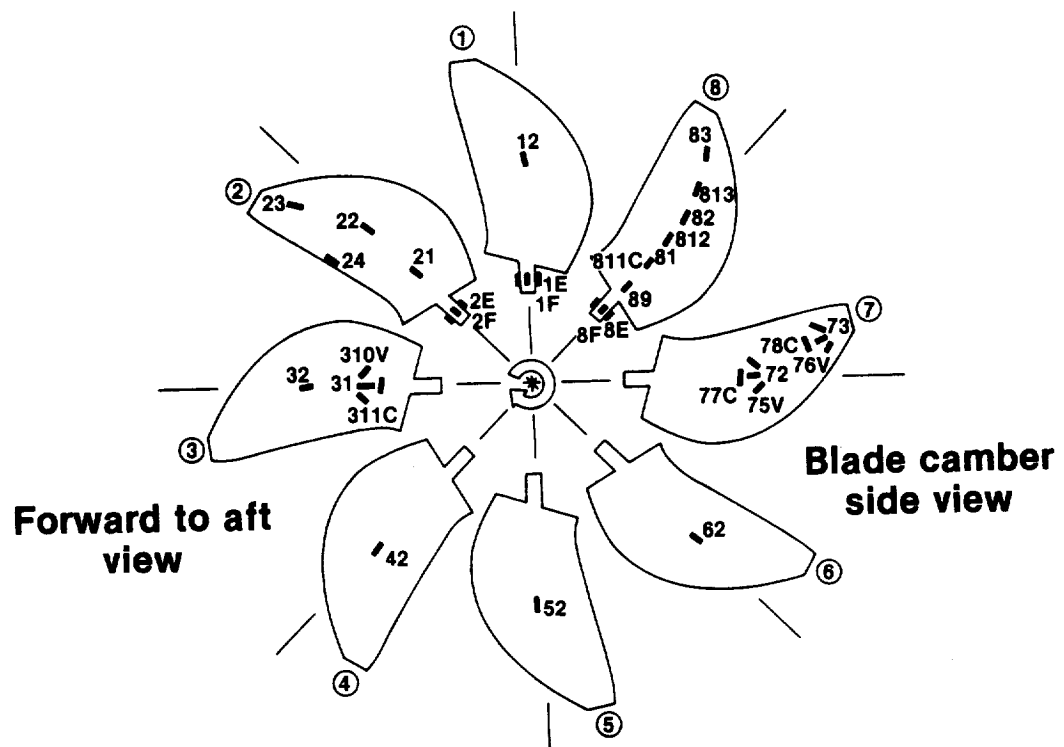 ①
⑧
12
83
813
82
812
81
811C
89
②
23
22
21
24
2E
2F
1E
1F
8F
8E
⑦
73
78C
76V
72
77C
75V
310V
32
31
311C
③
Blade camber
side view
Forward to aft
view
42
52
62
⑥
④
⑤